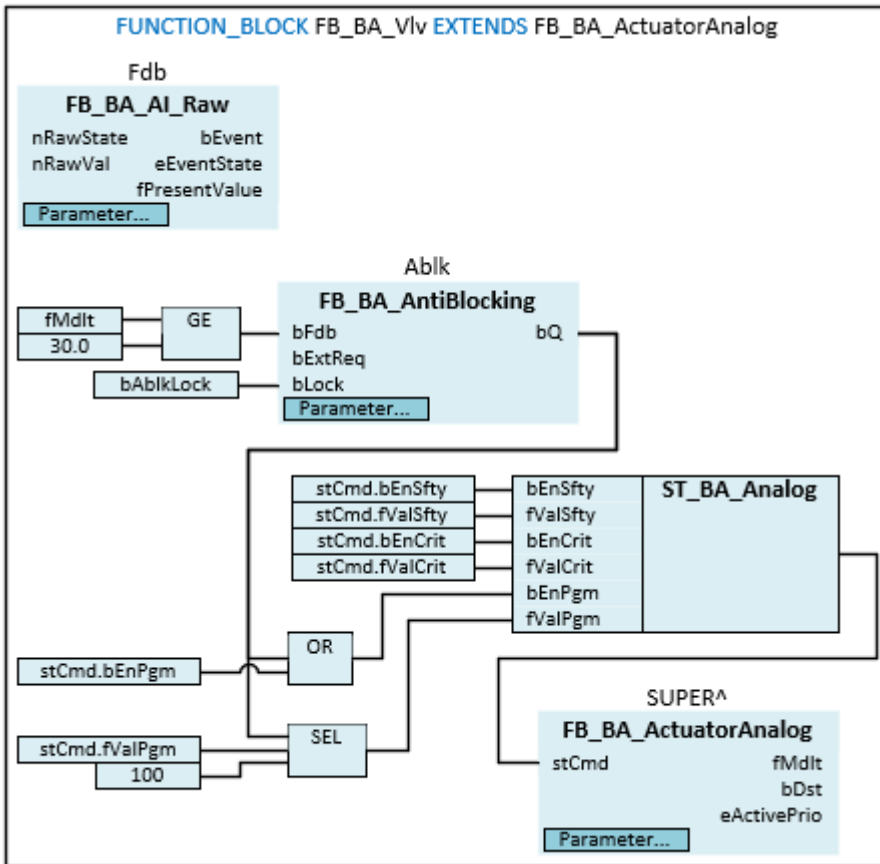 FUNCTION_BLOCK FB_BA_Vlv EXTENDS FB_BA_ActuatorAnalog
Fdb
FB_BA_AI_Raw
nRawState bEvent
nRawVal eEventState
fPresentValue
Parameter...
Ablk
FB_BA_AntiBlocking
fMdlt
GE
30.0
bFdb bQ
bExtReq
bAblkLock
bLock
Parameter...
stCmd.bEnSfty bEnSfty ST_BA_Analog
stCmd.fValSfty fValSfty
stCmd.bEnCrit bEnCrit
stCmd.fValCrit fValCrit
bEnPgm
fValPgm
OR
stCmd.bEnPgm
SUPER^
FB_BA_ActuatorAnalog
SEL
stCmd.fValPgm
100
stCmd fMdlt
bDst
eActivePrio
Parameter...